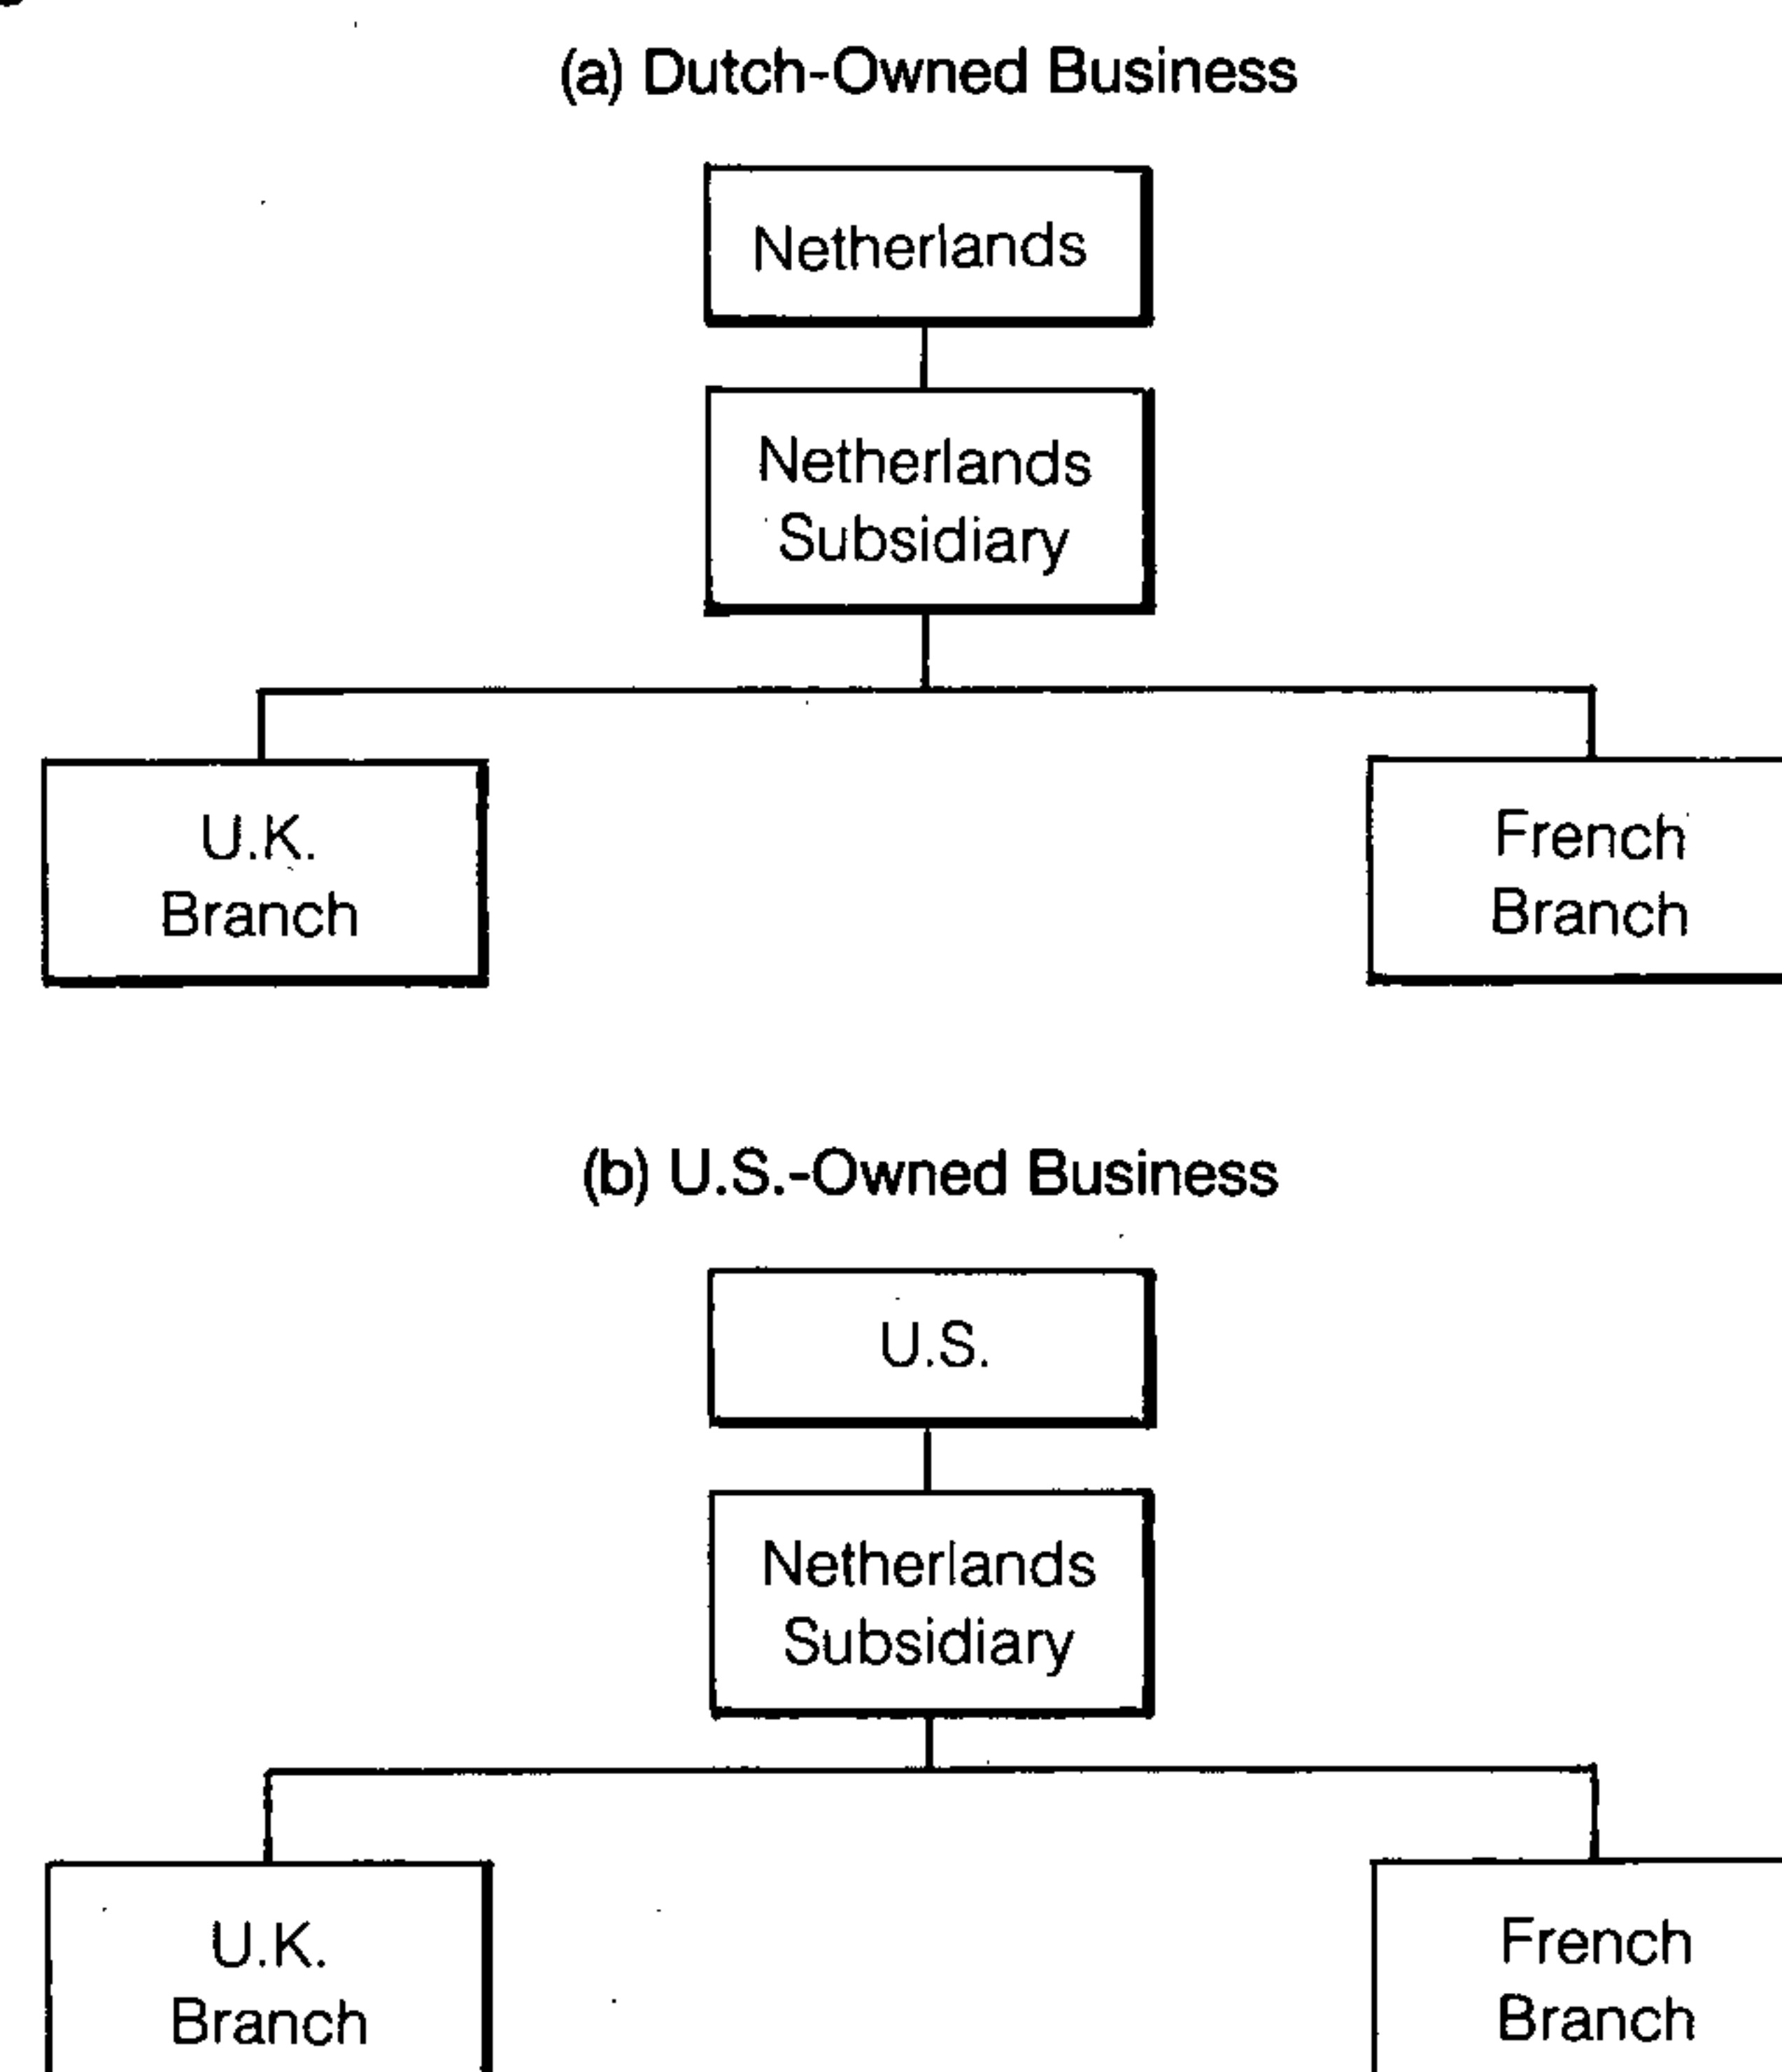 (a) Dutch-Owned Business
Netherlands
Netherlands
Subsidiary
U.K.
Branch
French
Branch
(b) U.S.-Owned Business
U.S.
Netherlands
Subsidiary
U.K.
Branch
French
Branch